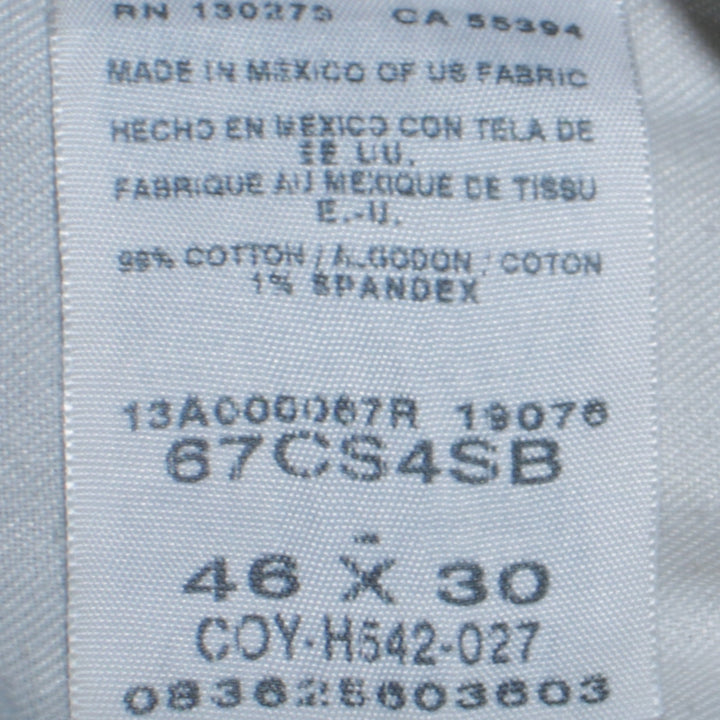 RN 130275 CA 55394
MADE IN MEXICO OF US FABRIC
HECHO EN MEXICO CON TELA DE
EE UU.
FABRIQUE AU MEXIQUE DE TISSU
E.-U.
99% COTTON / ALGODON / COTON
1% SPANDEX
13A000067R 19076
67CS4SB
46 X 30
COY-H542-027